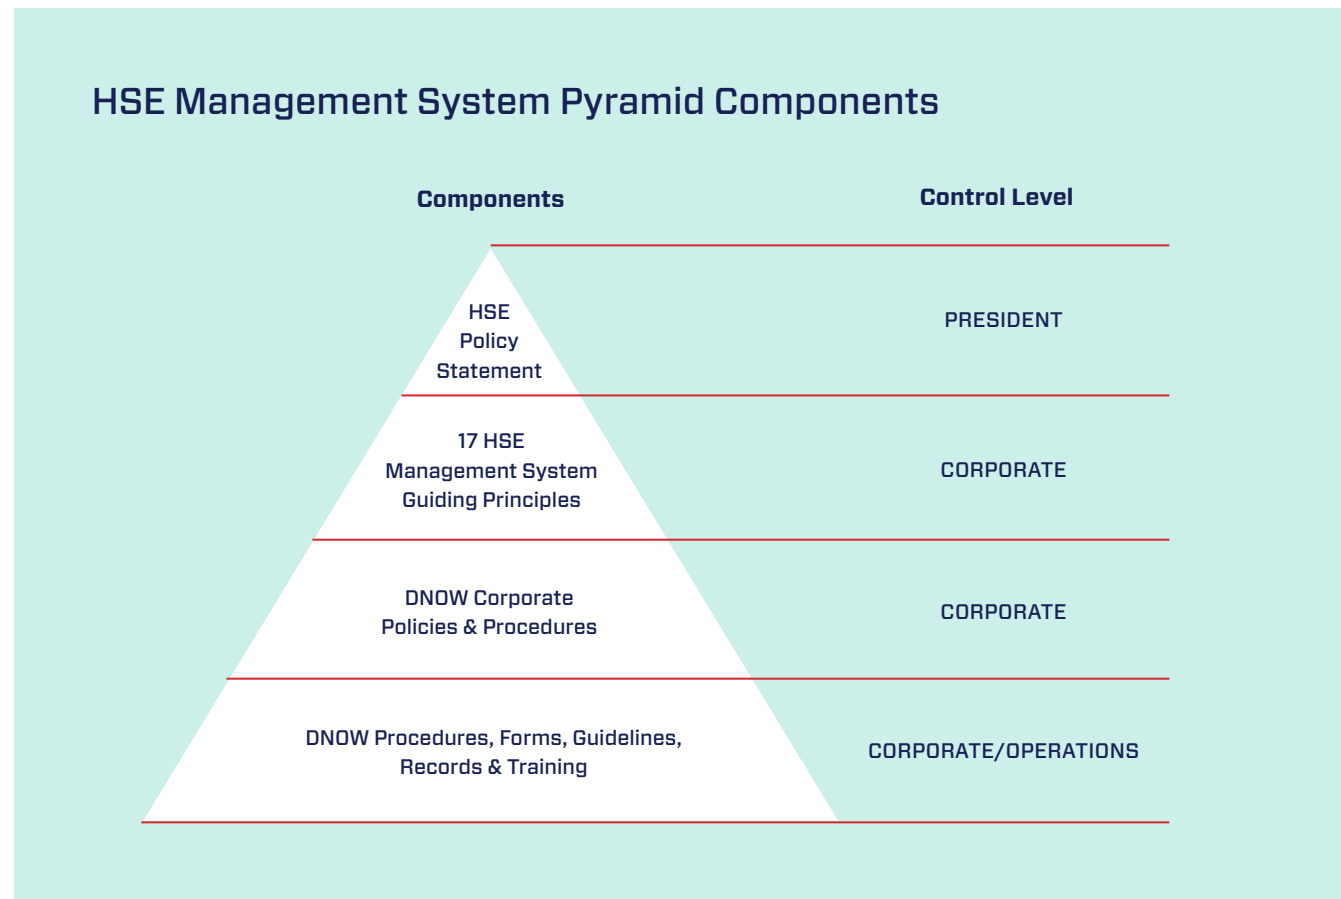 HSE Management System Pyramid Components
Components
Control Level
HSE
Policy
Statement
PRESIDENT
17 HSE
Management System
Guiding Principles
CORPORATE
DNOW Corporate
Policies & Procedures
CORPORATE
DNOW Procedures, Forms, Guidelines,
Records & Training
CORPORATE/OPERATIONS